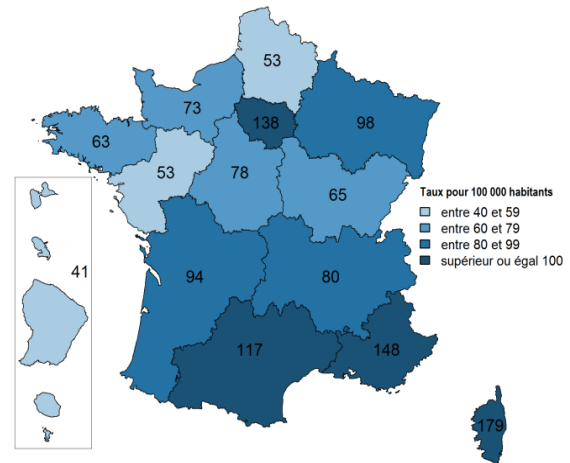 53
73
138
98
63
53
78
65
Taux pour 100 000 habitants
entre 40 et 59
entre 60 et 79
entre 80 et 99
supérieur ou égal 100
41
94
80
117
148
179